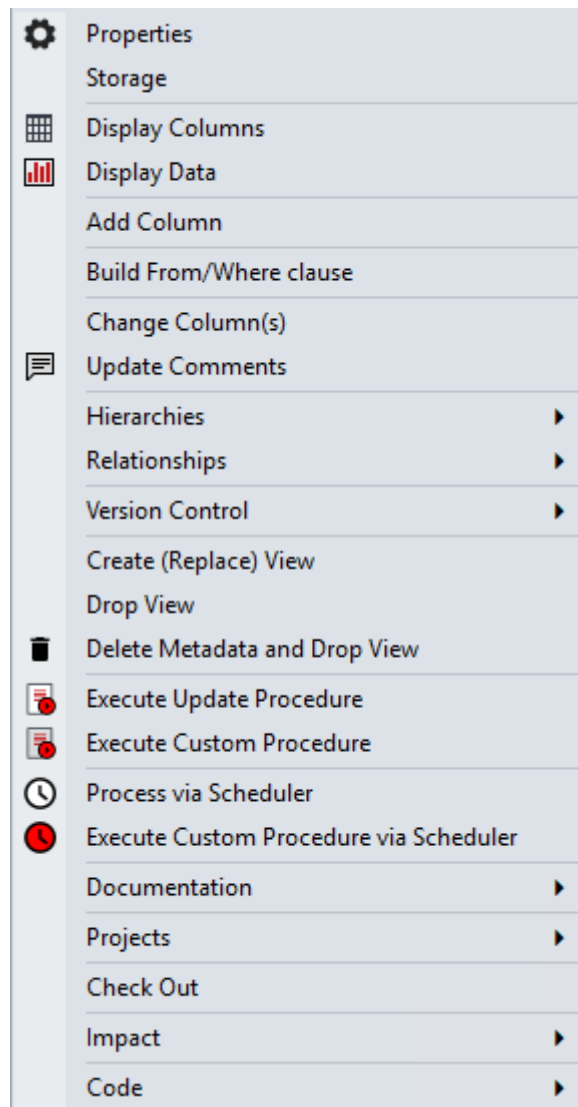 Properties
Storage
Display Columns
Display Data
Add Column
Build From/Where clause
Change Column(s)
Update Comments
Hierarchies
Relationships
Version Control
Create (Replace) View
Drop View
Delete Metadata and Drop View
Execute Update Procedure
Execute Custom Procedure
Process via Scheduler
Execute Custom Procedure via Scheduler
Documentation
Projects
Check Out
Impact
Code